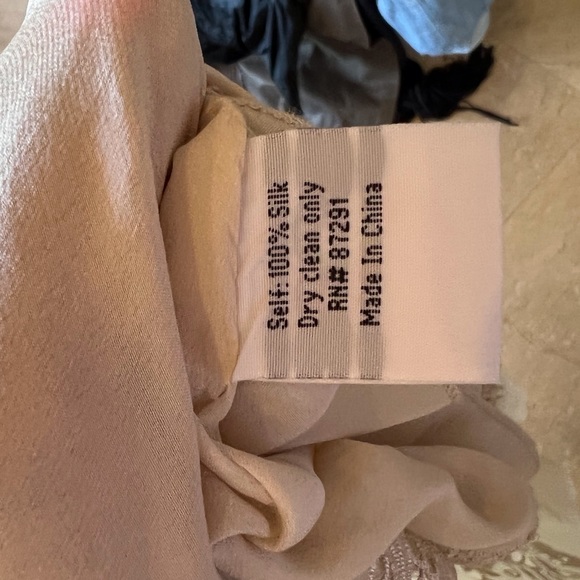 Self: 100% Silk
Dry clean only
RN# 87291
Made In China